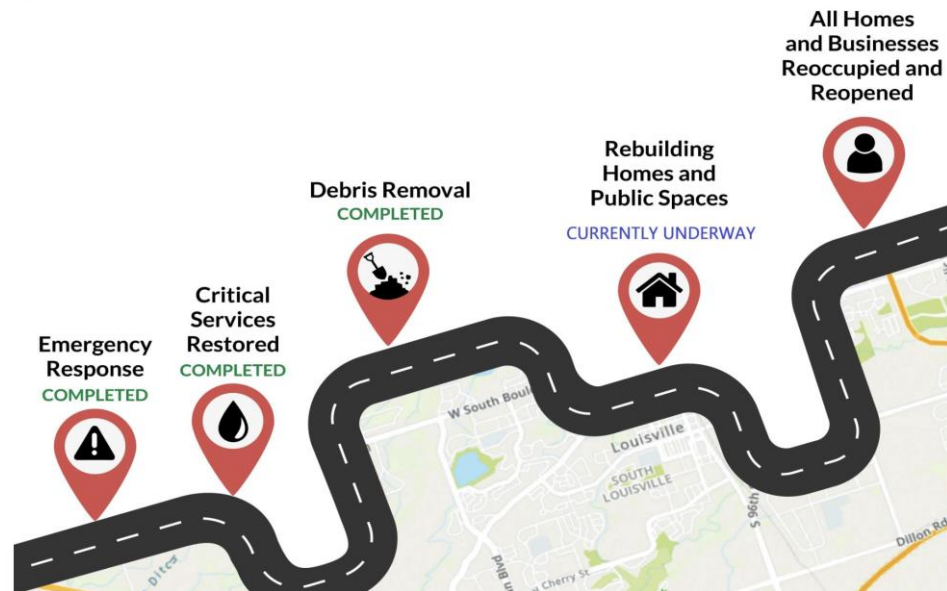 All Homes
and Businesses
Reoccupied and
Reopened
Rebuilding
Homes and
Public Spaces
CURRENTLY UNDERWAY
Debris Removal
COMPLETED
Critical
Services
Restored
COMPLETED
Emergency
Response
COMPLETED
W South Boul
Louisville
SOUTH
LOUISVILLE
S 96th
Dillon Rd
Cherry St